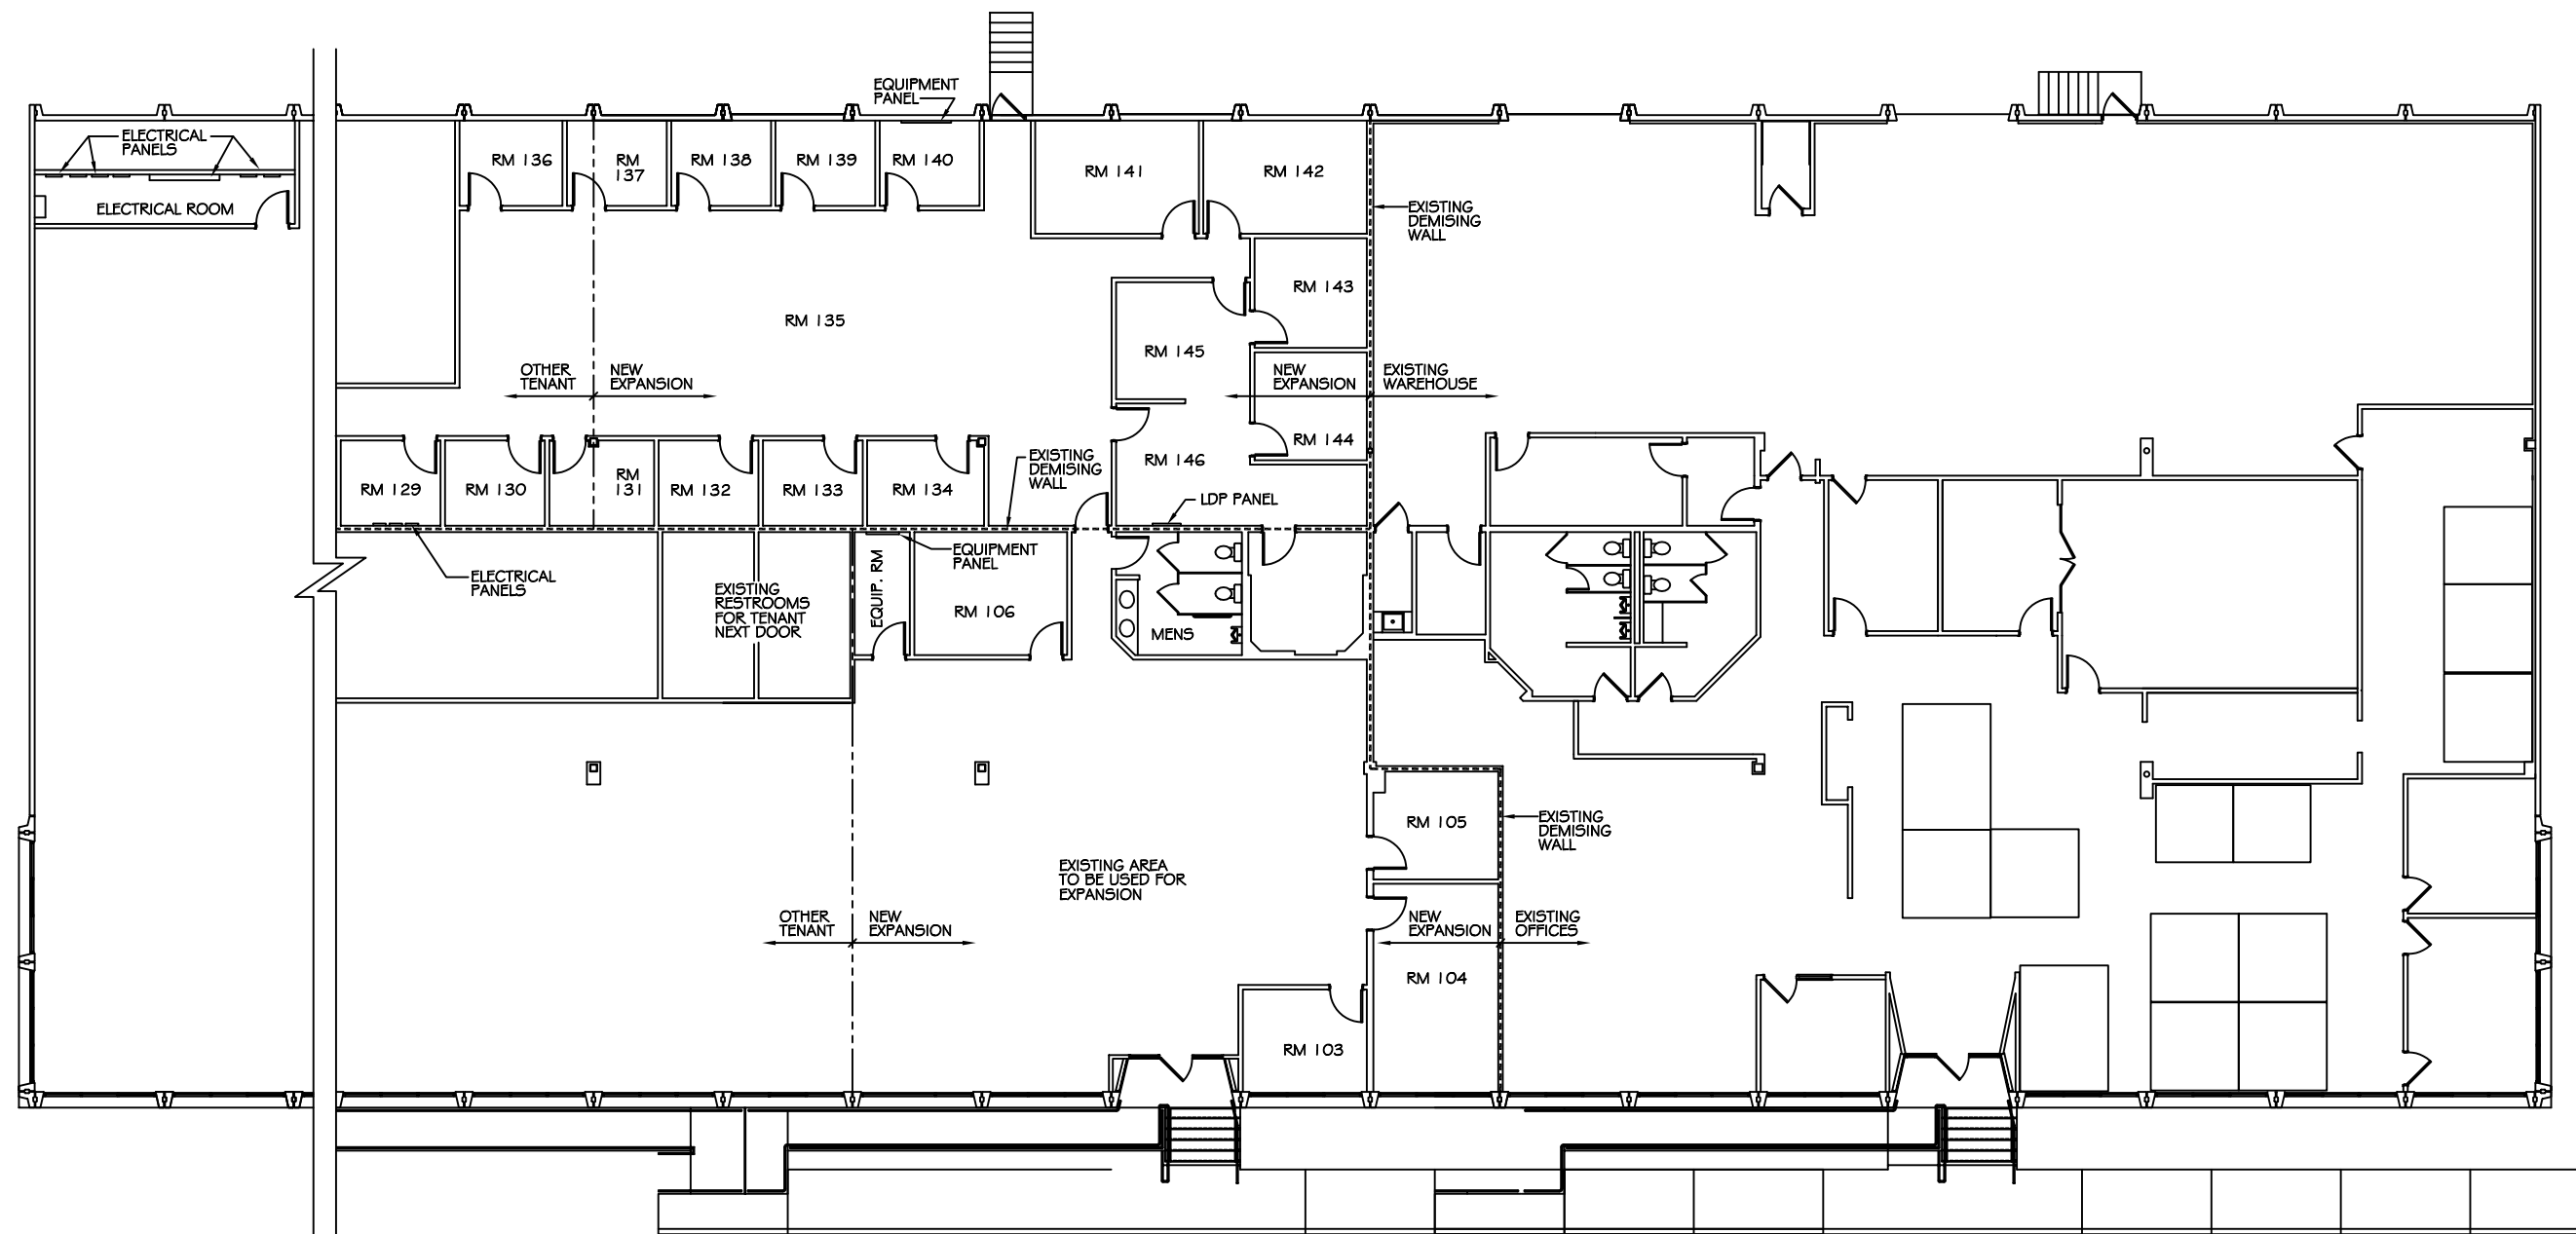 EQUIPMENT
PANEL
ELECTRICAL
PANELS
ELECTRICAL ROOM
RM 136
RM
137
RM 138
RM 139
RM 140
RM 141
RM 142
EXISTING
DEMISING
WALL
RM 143
RM 135
RM 145
OTHER
TENANT
NEW
EXPANSION
NEW
EXPANSION
EXISTING
WAREHOUSE
RM 144
RM 146
EXISTING
DEMISING
WALL
RM 129
RM 130
RM
131
RM 132
RM 133
RM 134
LDP PANEL
EQUIPMENT
PANEL
ELECTRICAL
PANELS
EXISTING
RESTROOMS
FOR TENANT
NEXT DOOR
EQUIP. RM
RM 106
MENS
RM 105
EXISTING
DEMISING
WALL
EXISTING AREA
TO BE USED FOR
EXPANSION
OTHER
TENANT
NEW
EXPANSION
NEW
EXPANSION
EXISTING
OFFICES
RM 104
RM 103